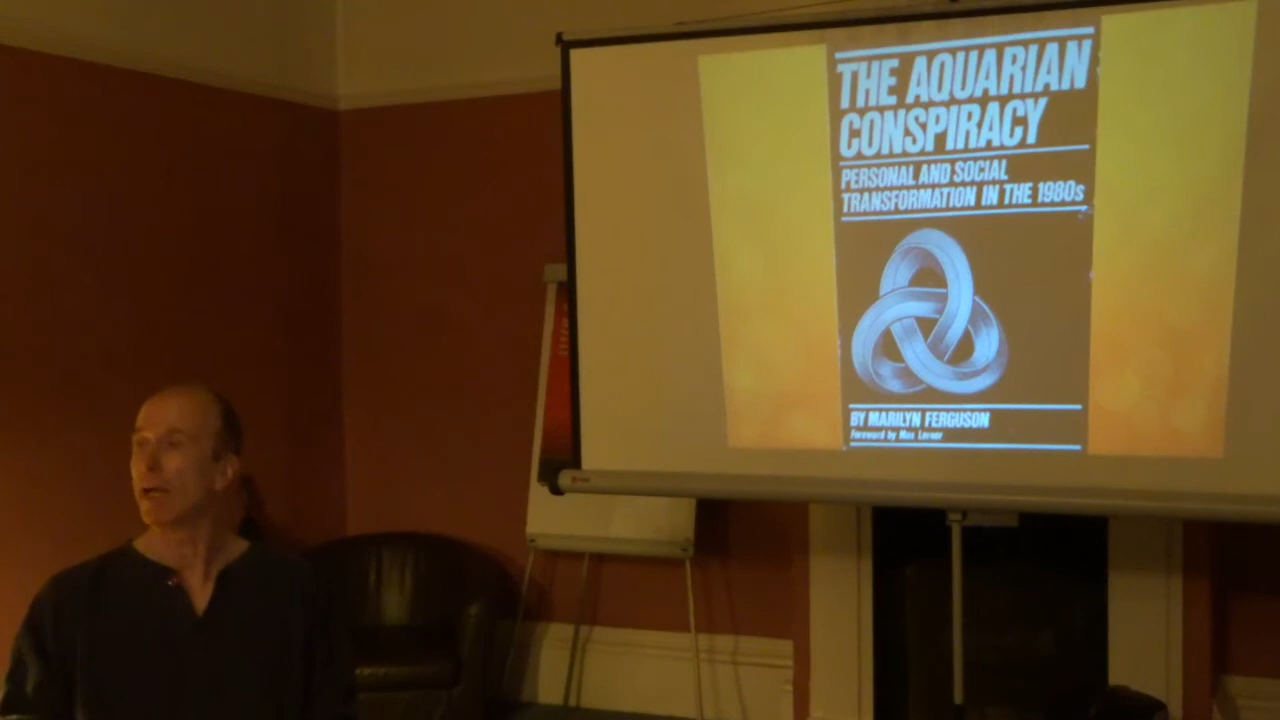 THE AQUARIAN
CONSPIRACY
PERSONAL AND SOCIAL
TRANSFORMATION IN THE 1980s
BY MARILYN FERGUSON
Foreword by Max Lerner